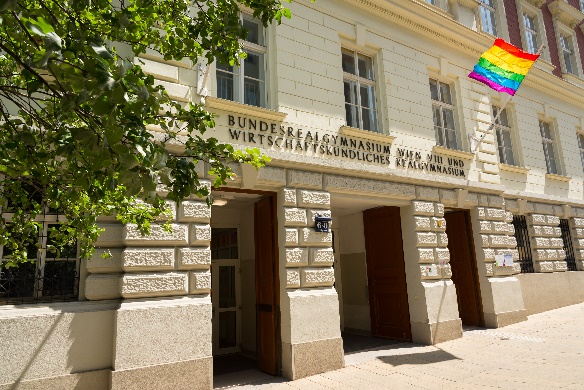 BUNDESREALGYMNASIUM WIEN VIII UND
WIRTSCHAFTSKUNDLICHES REALGYMNASIUM